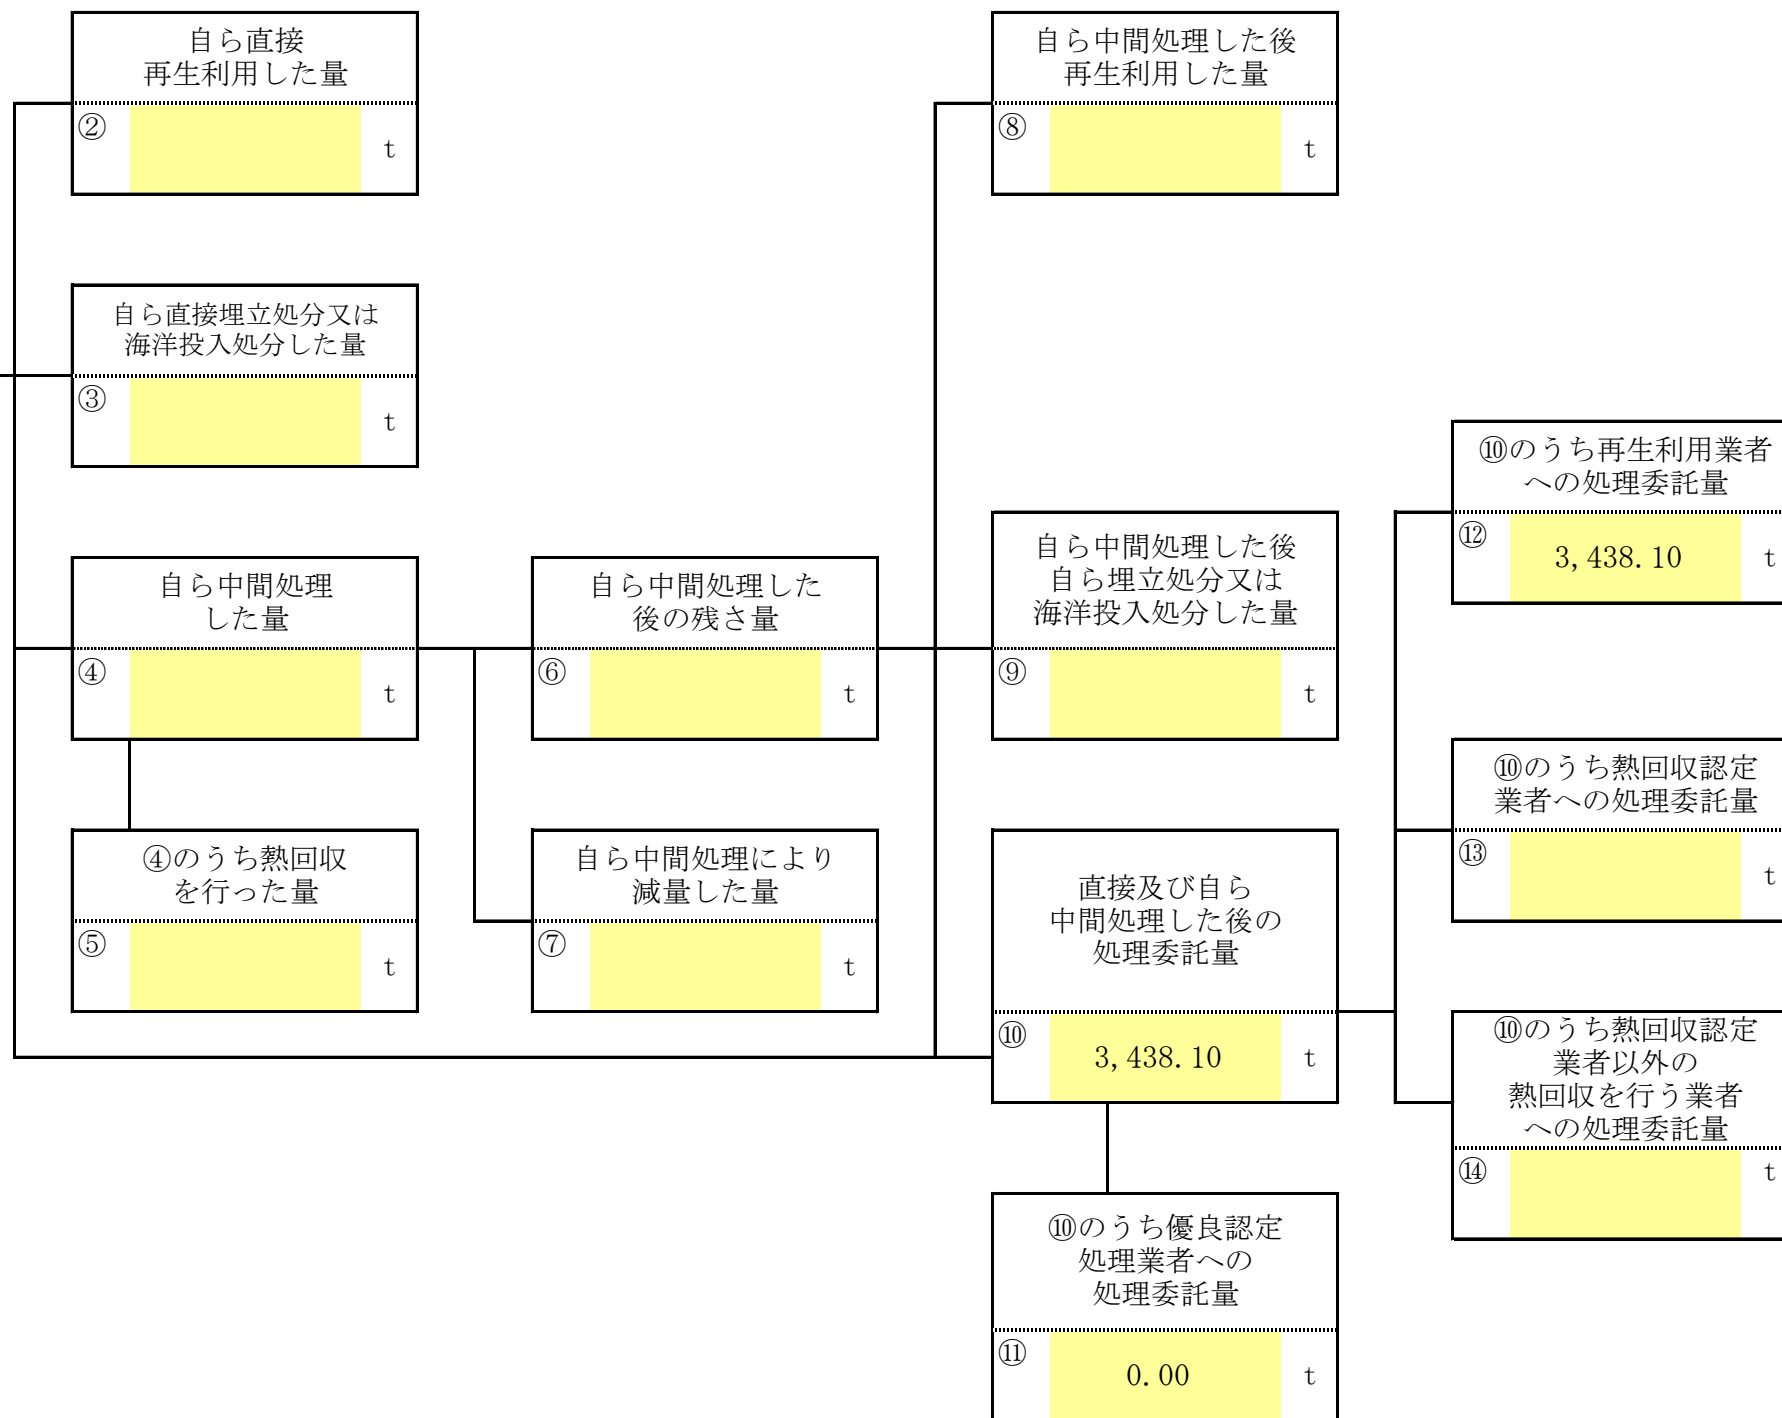 自ら直接
再生利用した量
②
t
自ら直接埋立処分又は
海洋投入処分した量
③
t
自ら中間処理
した量
④
t
④のうち熱回収
を行った量
⑤
t
自ら中間処理した
後の残さ量
⑥
t
自ら中間処理により
減量した量
⑦
t
自ら中間処理した後
再生利用した量
⑧
t
自ら中間処理した後
自ら埋立処分又は
海洋投入処分した量
⑨
t
直接及び自ら
中間処理した後の
処理委託量
⑩ 3,438.10 t
⑩のうち優良認定
処理業者への
処理委託量
⑪ 0.00 t
⑩のうち再生利用業者
への処理委託量
⑫ 3,438.10 t
⑩のうち熱回収認定
業者への処理委託量
⑬
t
⑩のうち熱回収認定
業者以外の
熱回収を行う業者
への処理委託量
⑭
t